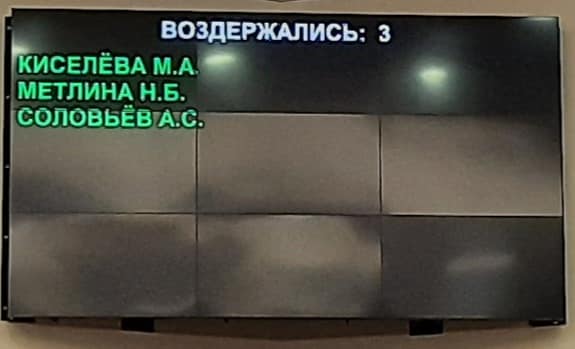 ВОЗДЕРЖАЛИСЬ: 3
КИСЕЛЁВА М.А.
МЕТЛИНА Н.Б.
СОЛОВЬЁВ А.С.